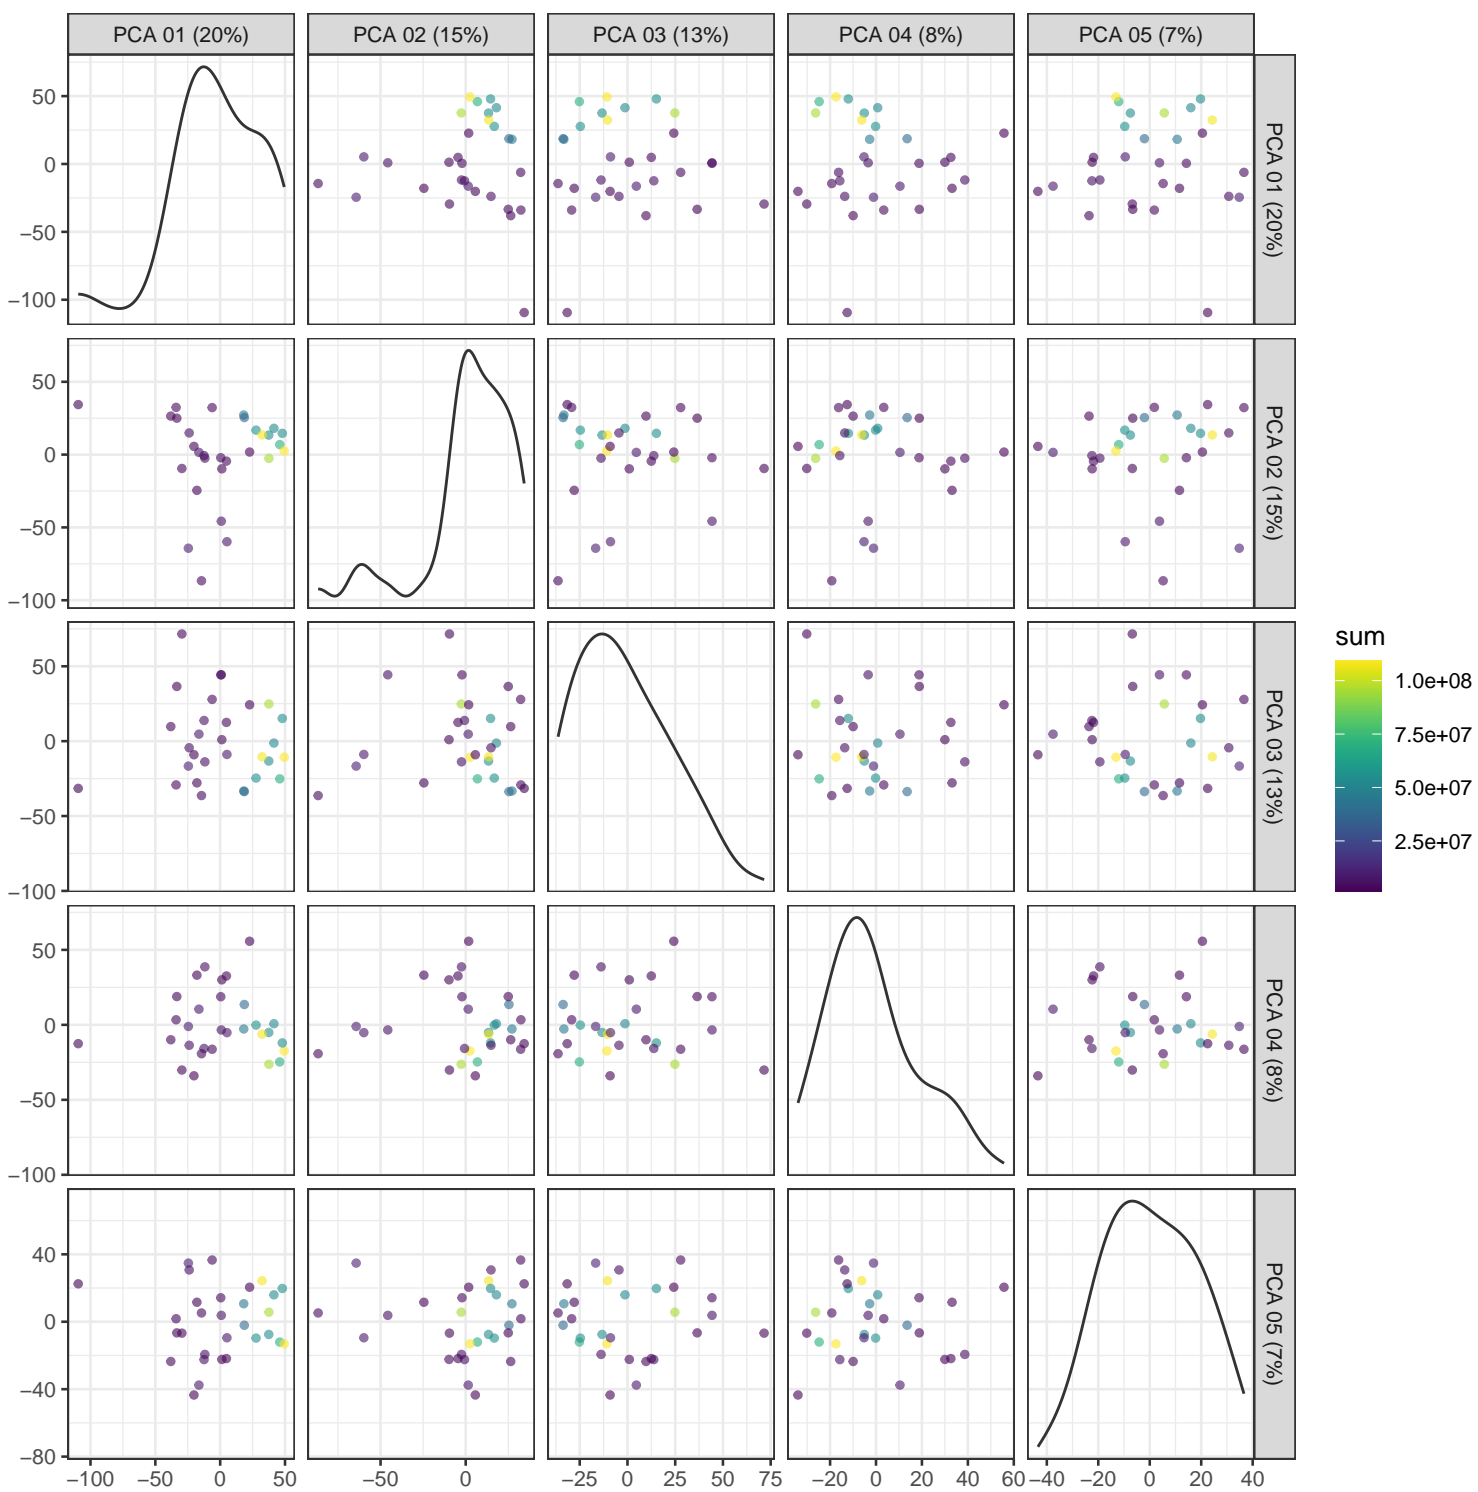 PCA 01 (20%) PCA 02 (15%) PCA 03 (13%) PCA 04 (8%) PCA 05 (7%)
50
0
−50
−100
PCA 01 (20%)
50
0
−50
−100
PCA 02 (15%)
50
0
−50
−100
PCA 03 (13%)
50
0
−50
−100
PCA 04 (8%)
40
0
−40
−80
PCA 05 (7%)
−100 −50 0 50 −50 0 −25 0 25 50 75 −20 0 20 40 60 −40 −20 0 20 40
sum
1.0e+08
7.5e+07
5.0e+07
2.5e+07